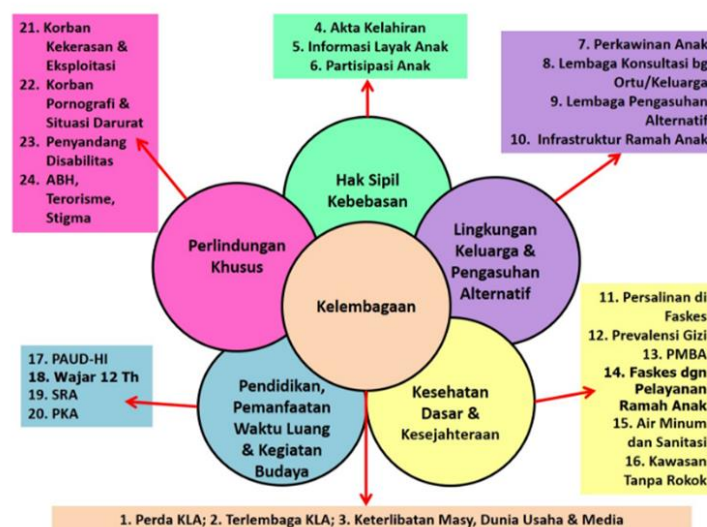 21. Korban
Kekerasan &
Eksploitasi
22. Korban
Pornografi &
Situasi Darurat
23. Penyandang
Disabilitas
24. ABH,
Terorisme,
Stigma
4. Akta Kelahiran
5. Informasi Layak Anak
6. Partisipasi Anak
7. Perkawinan Anak
8. Lembaga Konsultasi bg
Ortu/Keluarga
9. Lembaga Pengasuhan
Alternatif
10. Infrastruktur Ramah Anak
Hak Sipil
Kebebasan
Perlindungan
Khusus
Lingkungan
Keluarga &
Pengasuhan
Alternatif
Kelembagaan
11. Persalinan di
Faskes
12. Prevalensi Gizi
13. PMBA
14. Faskes dgn
Pelayanan
Ramah Anak
15. Air Minum
dan Sanitasi
16. Kawasan
Tanpa Rokok
17. PAUD-HI
18. Wajar 12 Th
19. SRA
20. PKA
Pendidikan,
Pemanfaatan
Waktu Luang
& Kegiatan
Budaya
Kesehatan
Dasar &
Kesejahteraan
1. Perda KLA; 2. Terlembaga KLA; 3. Keterlibatan Masy, Dunia Usaha & Media